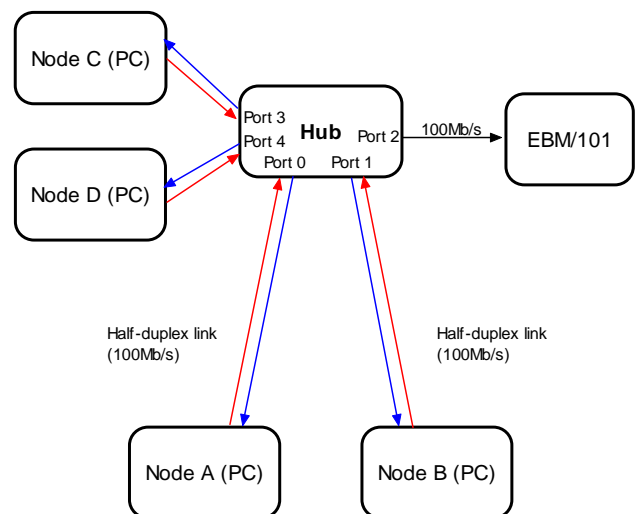 Node C (PC)
Port 3
Port 4
Hub
Port 2
Port 0
Port 1
100Mb/s
EBM/101
Node D (PC)
Half-duplex link
(100Mb/s)
Half-duplex link
(100Mb/s)
Node A (PC)
Node B (PC)